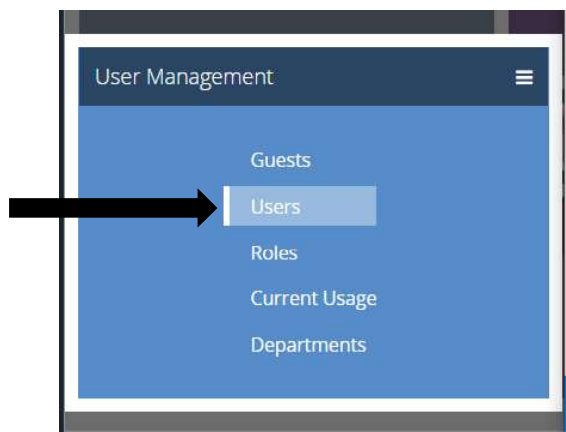 User Management
Guests
Users
Roles
Current Usage
Departments